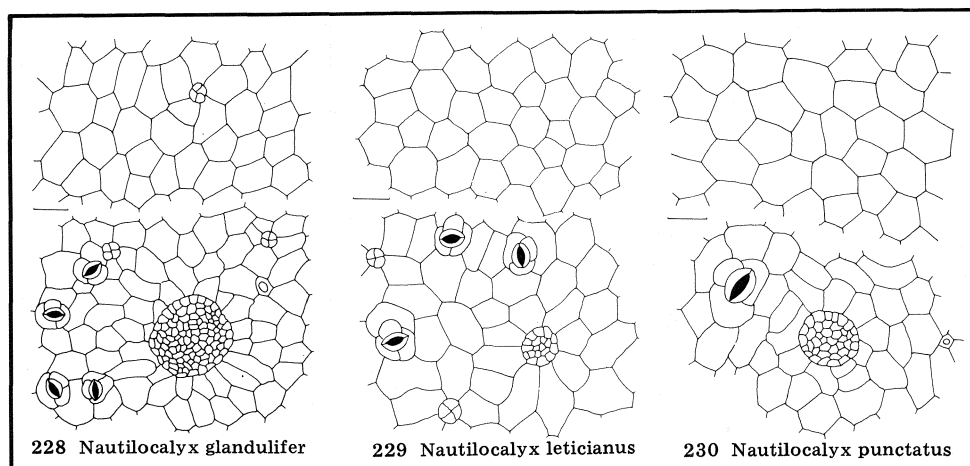 228 Nautilocalyx glandulifer
229 Nautilocalyx leticianus
230 Nautilocalyx punctatus